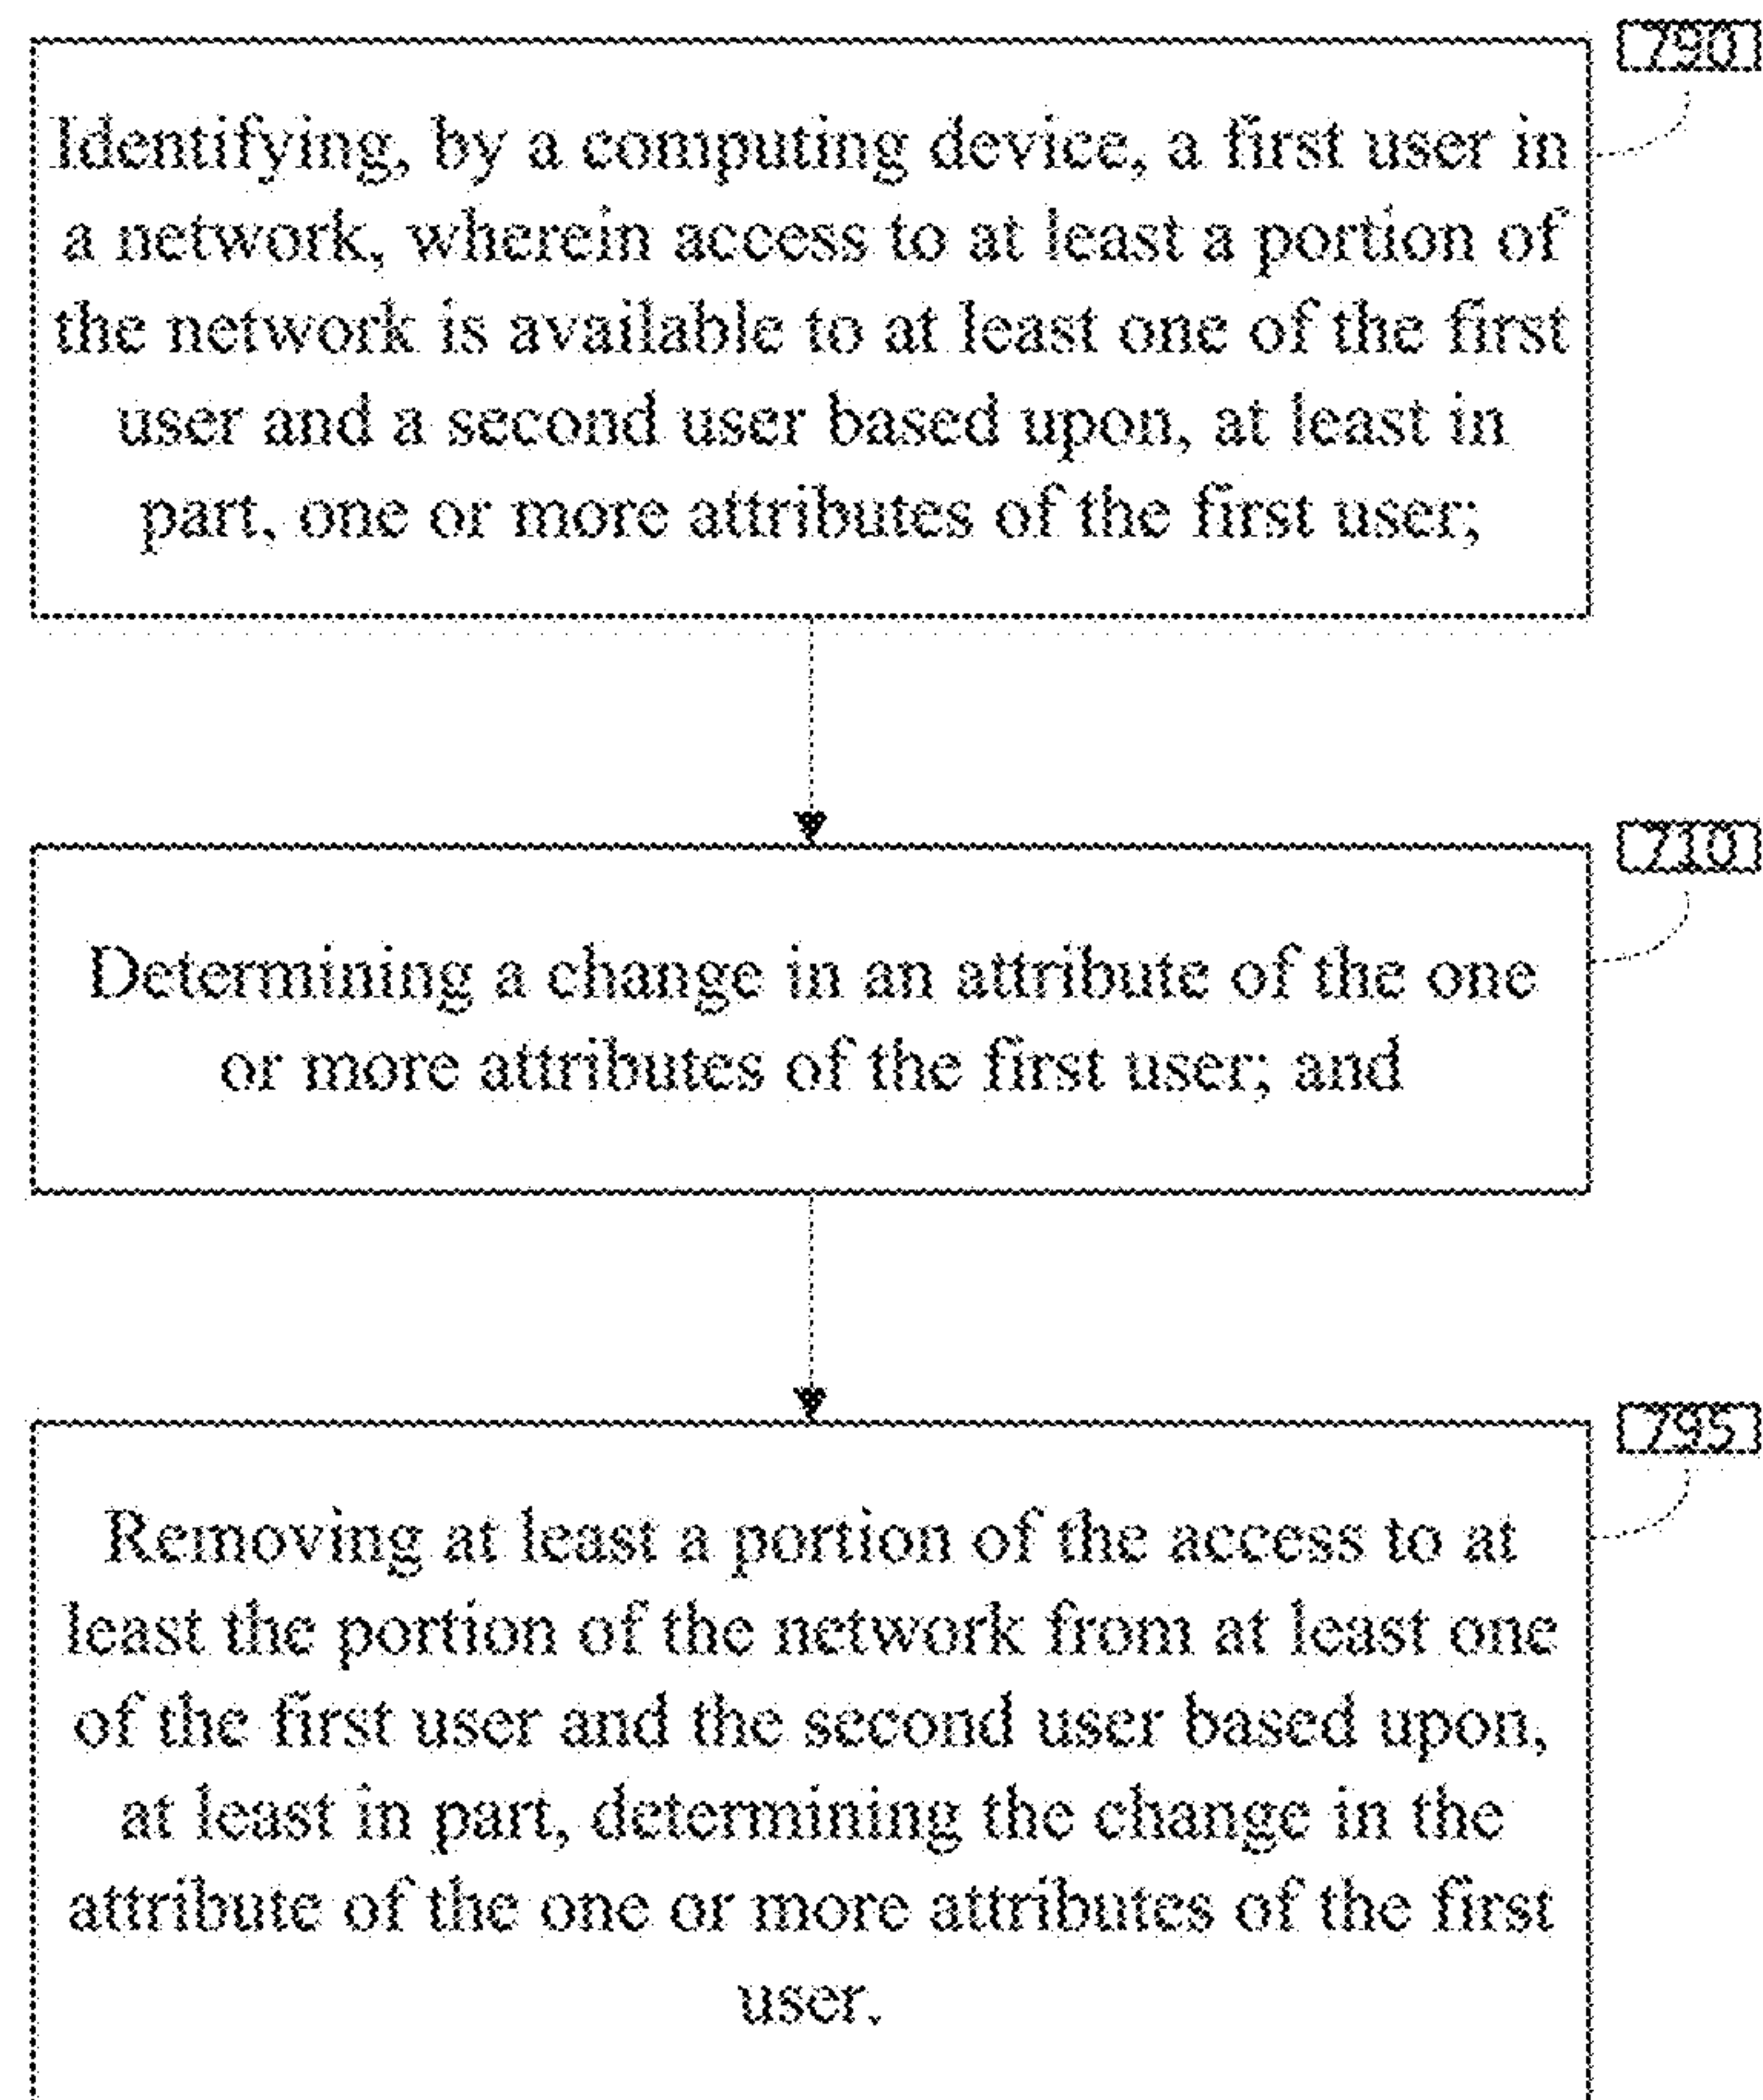 790
Identifying, by a computing device, a first user in
a network, wherein access to at least a portion of
the network is available to at least one of the first
user and a second user based upon, at least in
part, one or more attributes of the first user;
710
Determining a change in an attribute of the one
or more attributes of the first user; and
795
Removing at least a portion of the access to at
least the portion of the network from at least one
of the first user and the second user based upon,
at least in part, determining the change in the
attribute of the one or more attributes of the first
user.